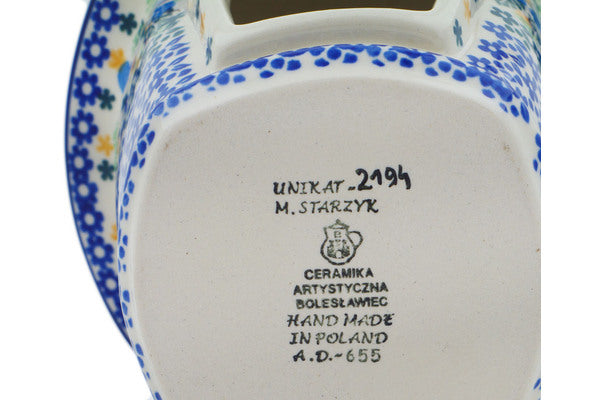 UNIKAT-2194
M. STARZYK
B
CERAMIKA
ARTYSTYCZNA
BOLESŁAWIEC
HAND MADE
IN POLAND
A.D.-655